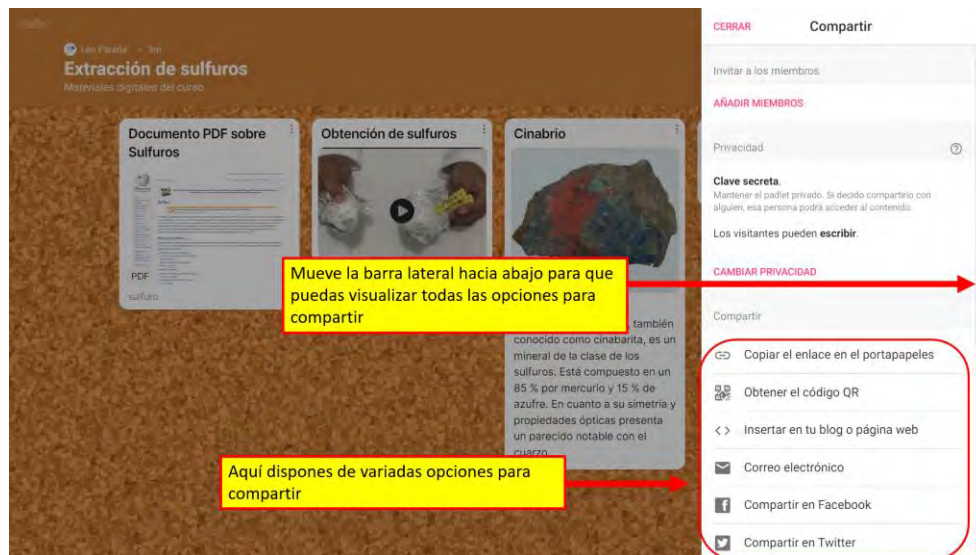 Leo Parada • 3m
Extracción de sulfuros
Materiales digitales del curso
Documento PDF sobre
Sulfuros
PDF
sulfuro
Obtención de sulfuros
Cinabrio
también
conocido como cinabarita, es un
mineral de la clase de los
sulfuros. Está compuesto en un
85 % por mercurio y 15 % de
azufre. En cuanto a su simetría y
propiedades ópticas presenta
un parecido notable con el
cuarzo
Mueve la barra lateral hacia abajo para que
puedas visualizar todas las opciones para
compartir
Aquí dispones de variadas opciones para
compartir
CERRAR Compartir
Invitar a los miembros
AÑADIR MIEMBROS
Privacidad
Clave secreta.
Mantener el padlet privado. Si decido compartirlo con
alguien, esa persona podrá acceder al contenido.
Los visitantes pueden escribir.
CAMBIAR PRIVACIDAD
Compartir
Copiar el enlace en el portapapeles
Obtener el código QR
Insertar en tu blog o página web
Correo electrónico
Compartir en Facebook
Compartir en Twitter